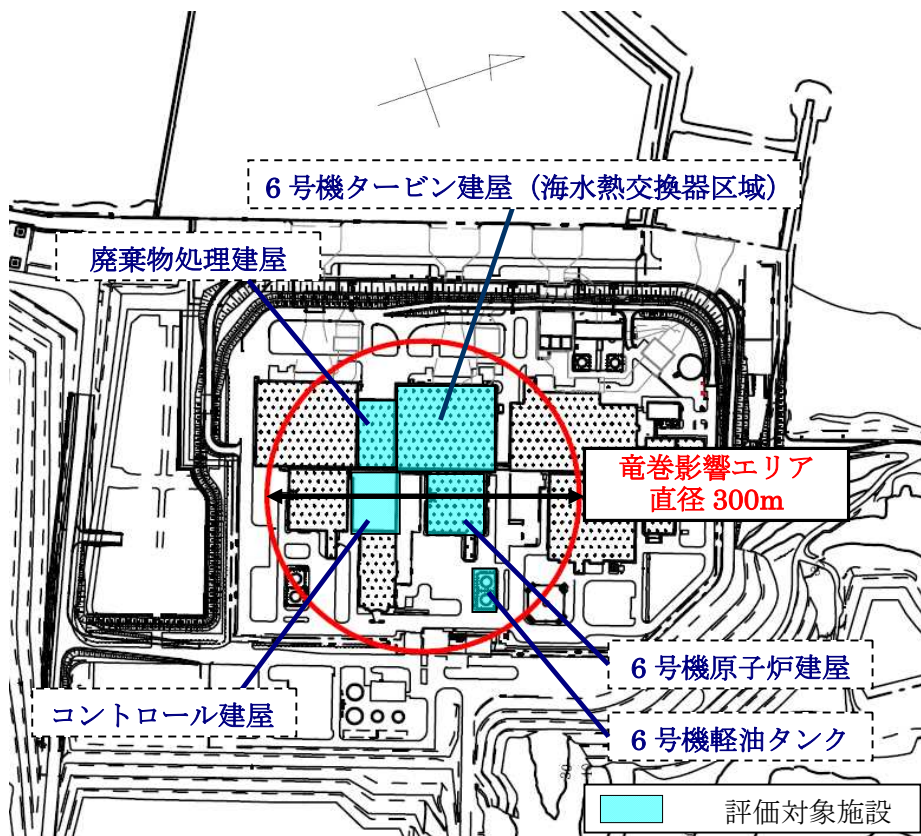 6号機タービン建屋（海水熱交換器区域）
廃棄物処理建屋
竜巻影響エリア
直径 300m
6号機原子炉建屋
コントロール建屋
6号機軽油タンク
評価対象施設